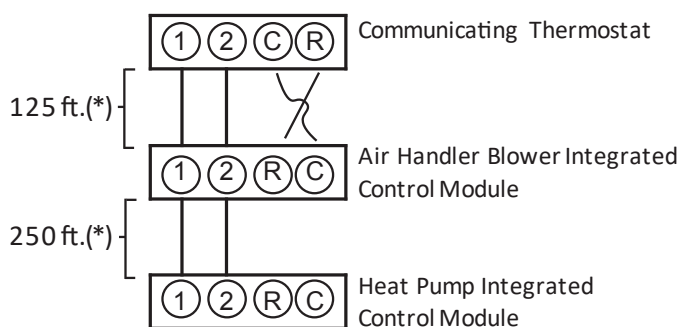 1 2 C R Communicating Thermostat
125 ft.(*)
1 2 R C Air Handler Blower Integrated
Control Module
250 ft.(*)
1 2 R C Heat Pump Integrated
Control Module